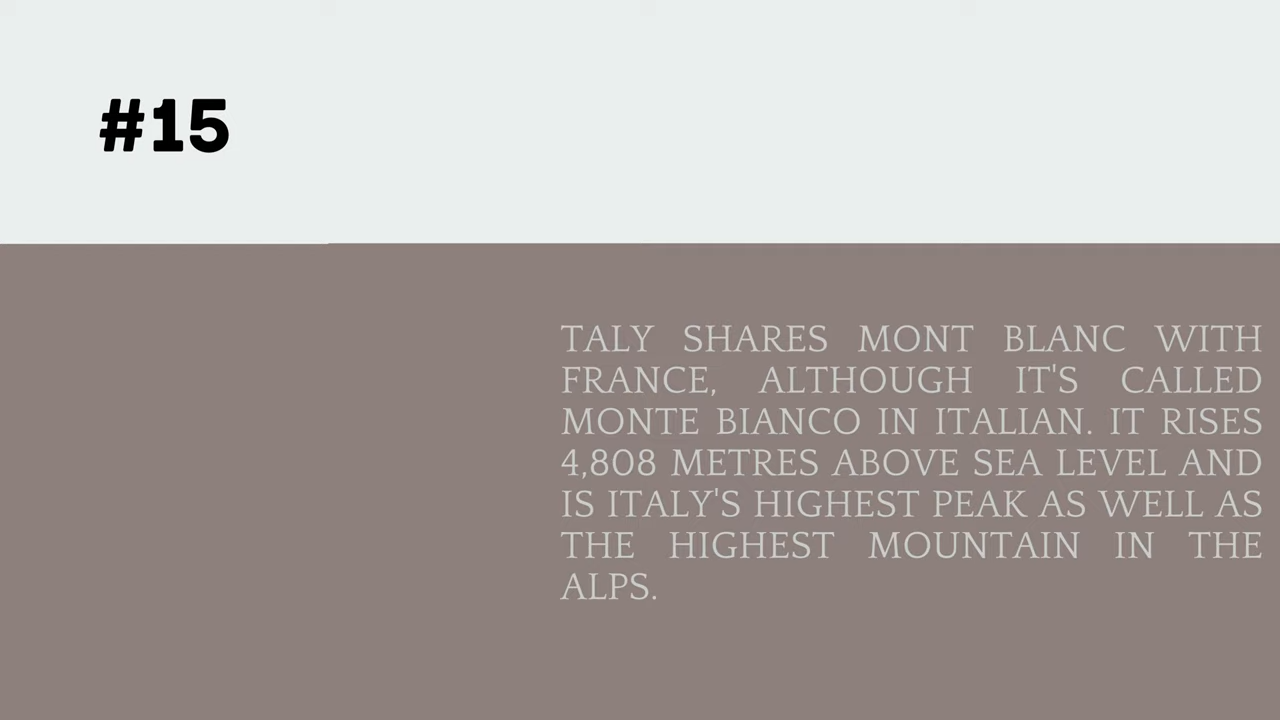 #15
TALY SHARES MONT BLANC WITH
FRANCE, ALTHOUGH IT'S CALLED
MONTE BIANCO IN ITALIAN. IT RISES
4,808 METRES ABOVE SEA LEVEL AND
IS ITALY'S HIGHEST PEAK AS WELL AS
THE HIGHEST MOUNTAIN IN THE
ALPS.